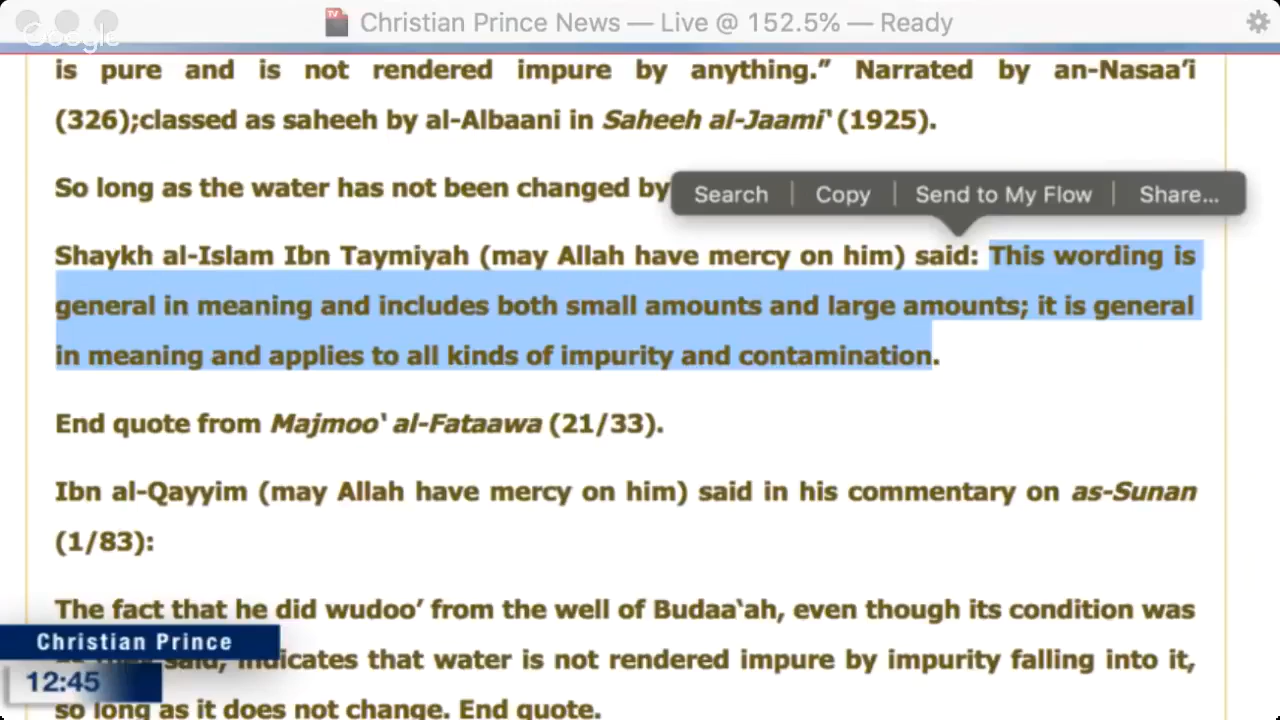 Christian Prince News — Live @ 152.5% — Ready
Google
is pure and is not rendered impure by anything.” Narrated by an-Nasaa’i
(326);classed as saheeh by al-Albaani in Saheeh al-Jaami‘ (1925).
So long as the water has not been changed by
Search Copy Send to My Flow Share...
Shaykh al-Islam Ibn Taymiyah (may Allah have mercy on him) said: This wording is
general in meaning and includes both small amounts and large amounts; it is general
in meaning and applies to all kinds of impurity and contamination.
End quote from Majmoo‘ al-Fataawa (21/33).
Ibn al-Qayyim (may Allah have mercy on him) said in his commentary on as-Sunan
(1/83):
The fact that he did wudoo’ from the well of Budaa‘ah, even though its condition was
Christian Prince
said, indicates that water is not rendered impure by impurity falling into it,
12:45
so long as it does not change. End quote.